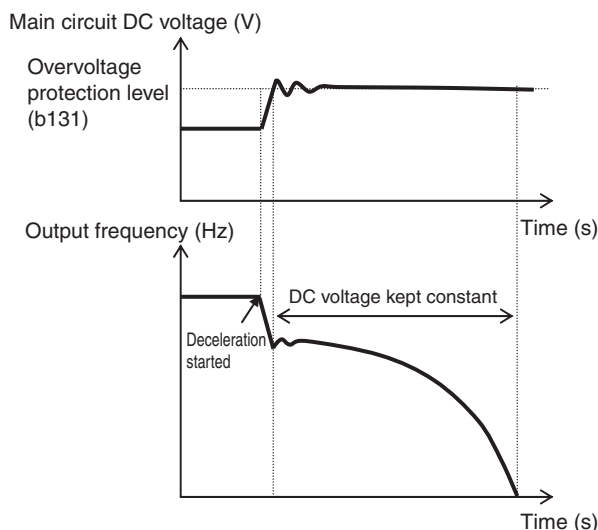 Main circuit DC voltage (V)
Overvoltage
protection level
(b131)
Time (s)
Output frequency (Hz)
DC voltage kept constant
Deceleration
started
Time (s)